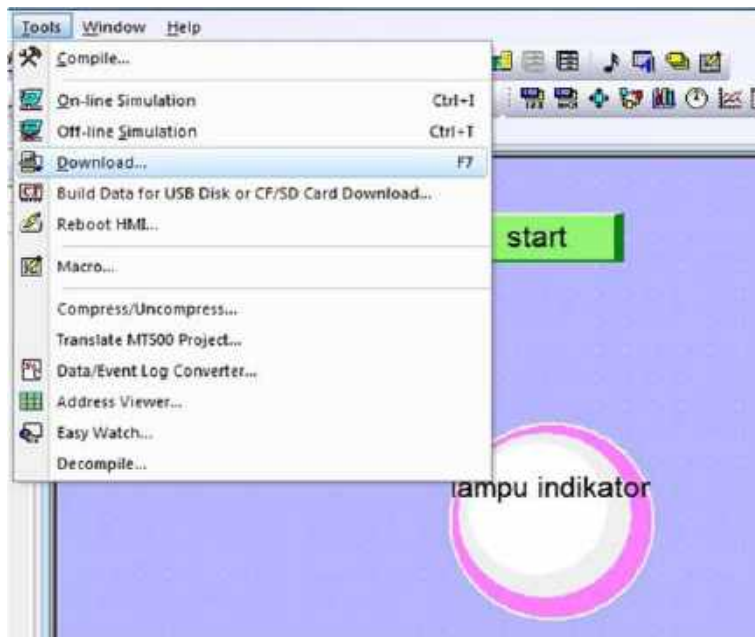 Tools Window Help
Compile...
On-line Simulation Ctrl+I
Off-line Simulation Ctrl+T
Download... F7
Build Data for USB Disk or CF/SD Card Download...
Reboot HMI...
Macro...
Compress/Uncompress...
Translate MT500 Project...
Data/Event Log Converter...
Address Viewer...
Easy Watch...
Decompile...
start
lampu indikator